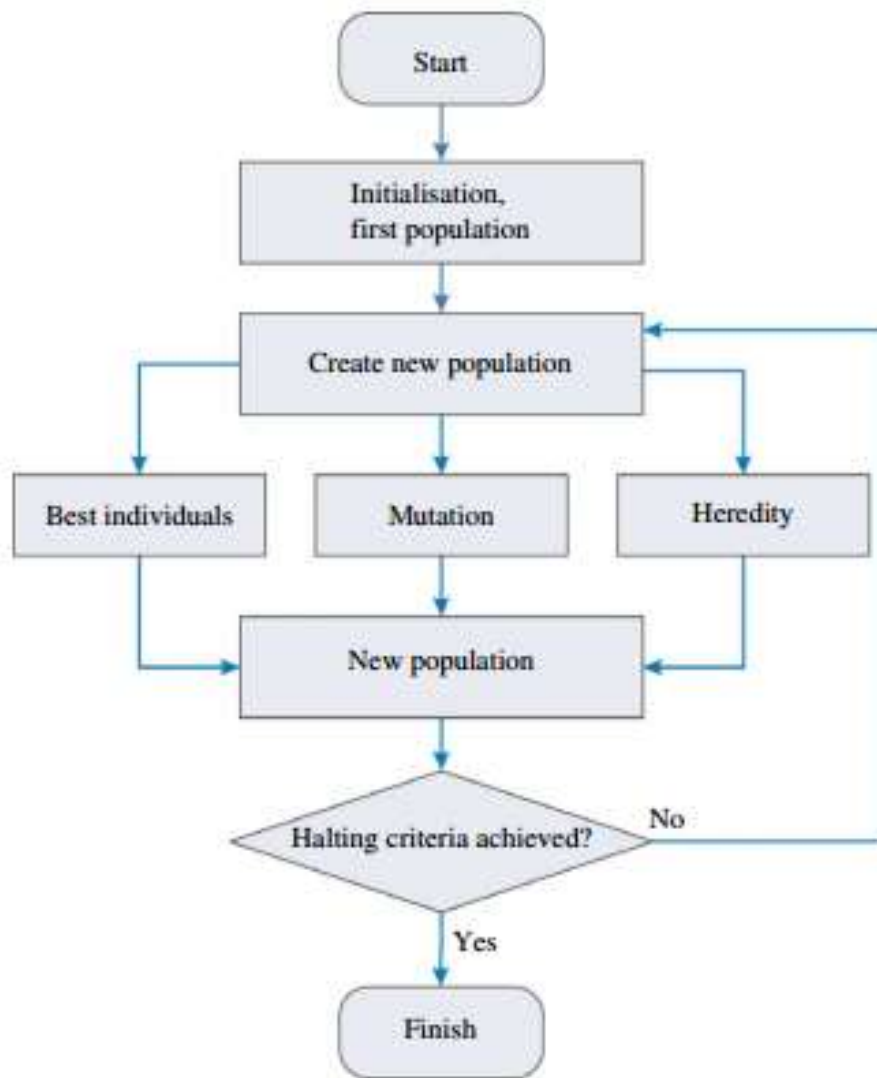 Start
Initialisation,
first population
Create new population
Best individuals
Mutation
Heredity
New population
Halting criteria achieved?
No
Yes
Finish